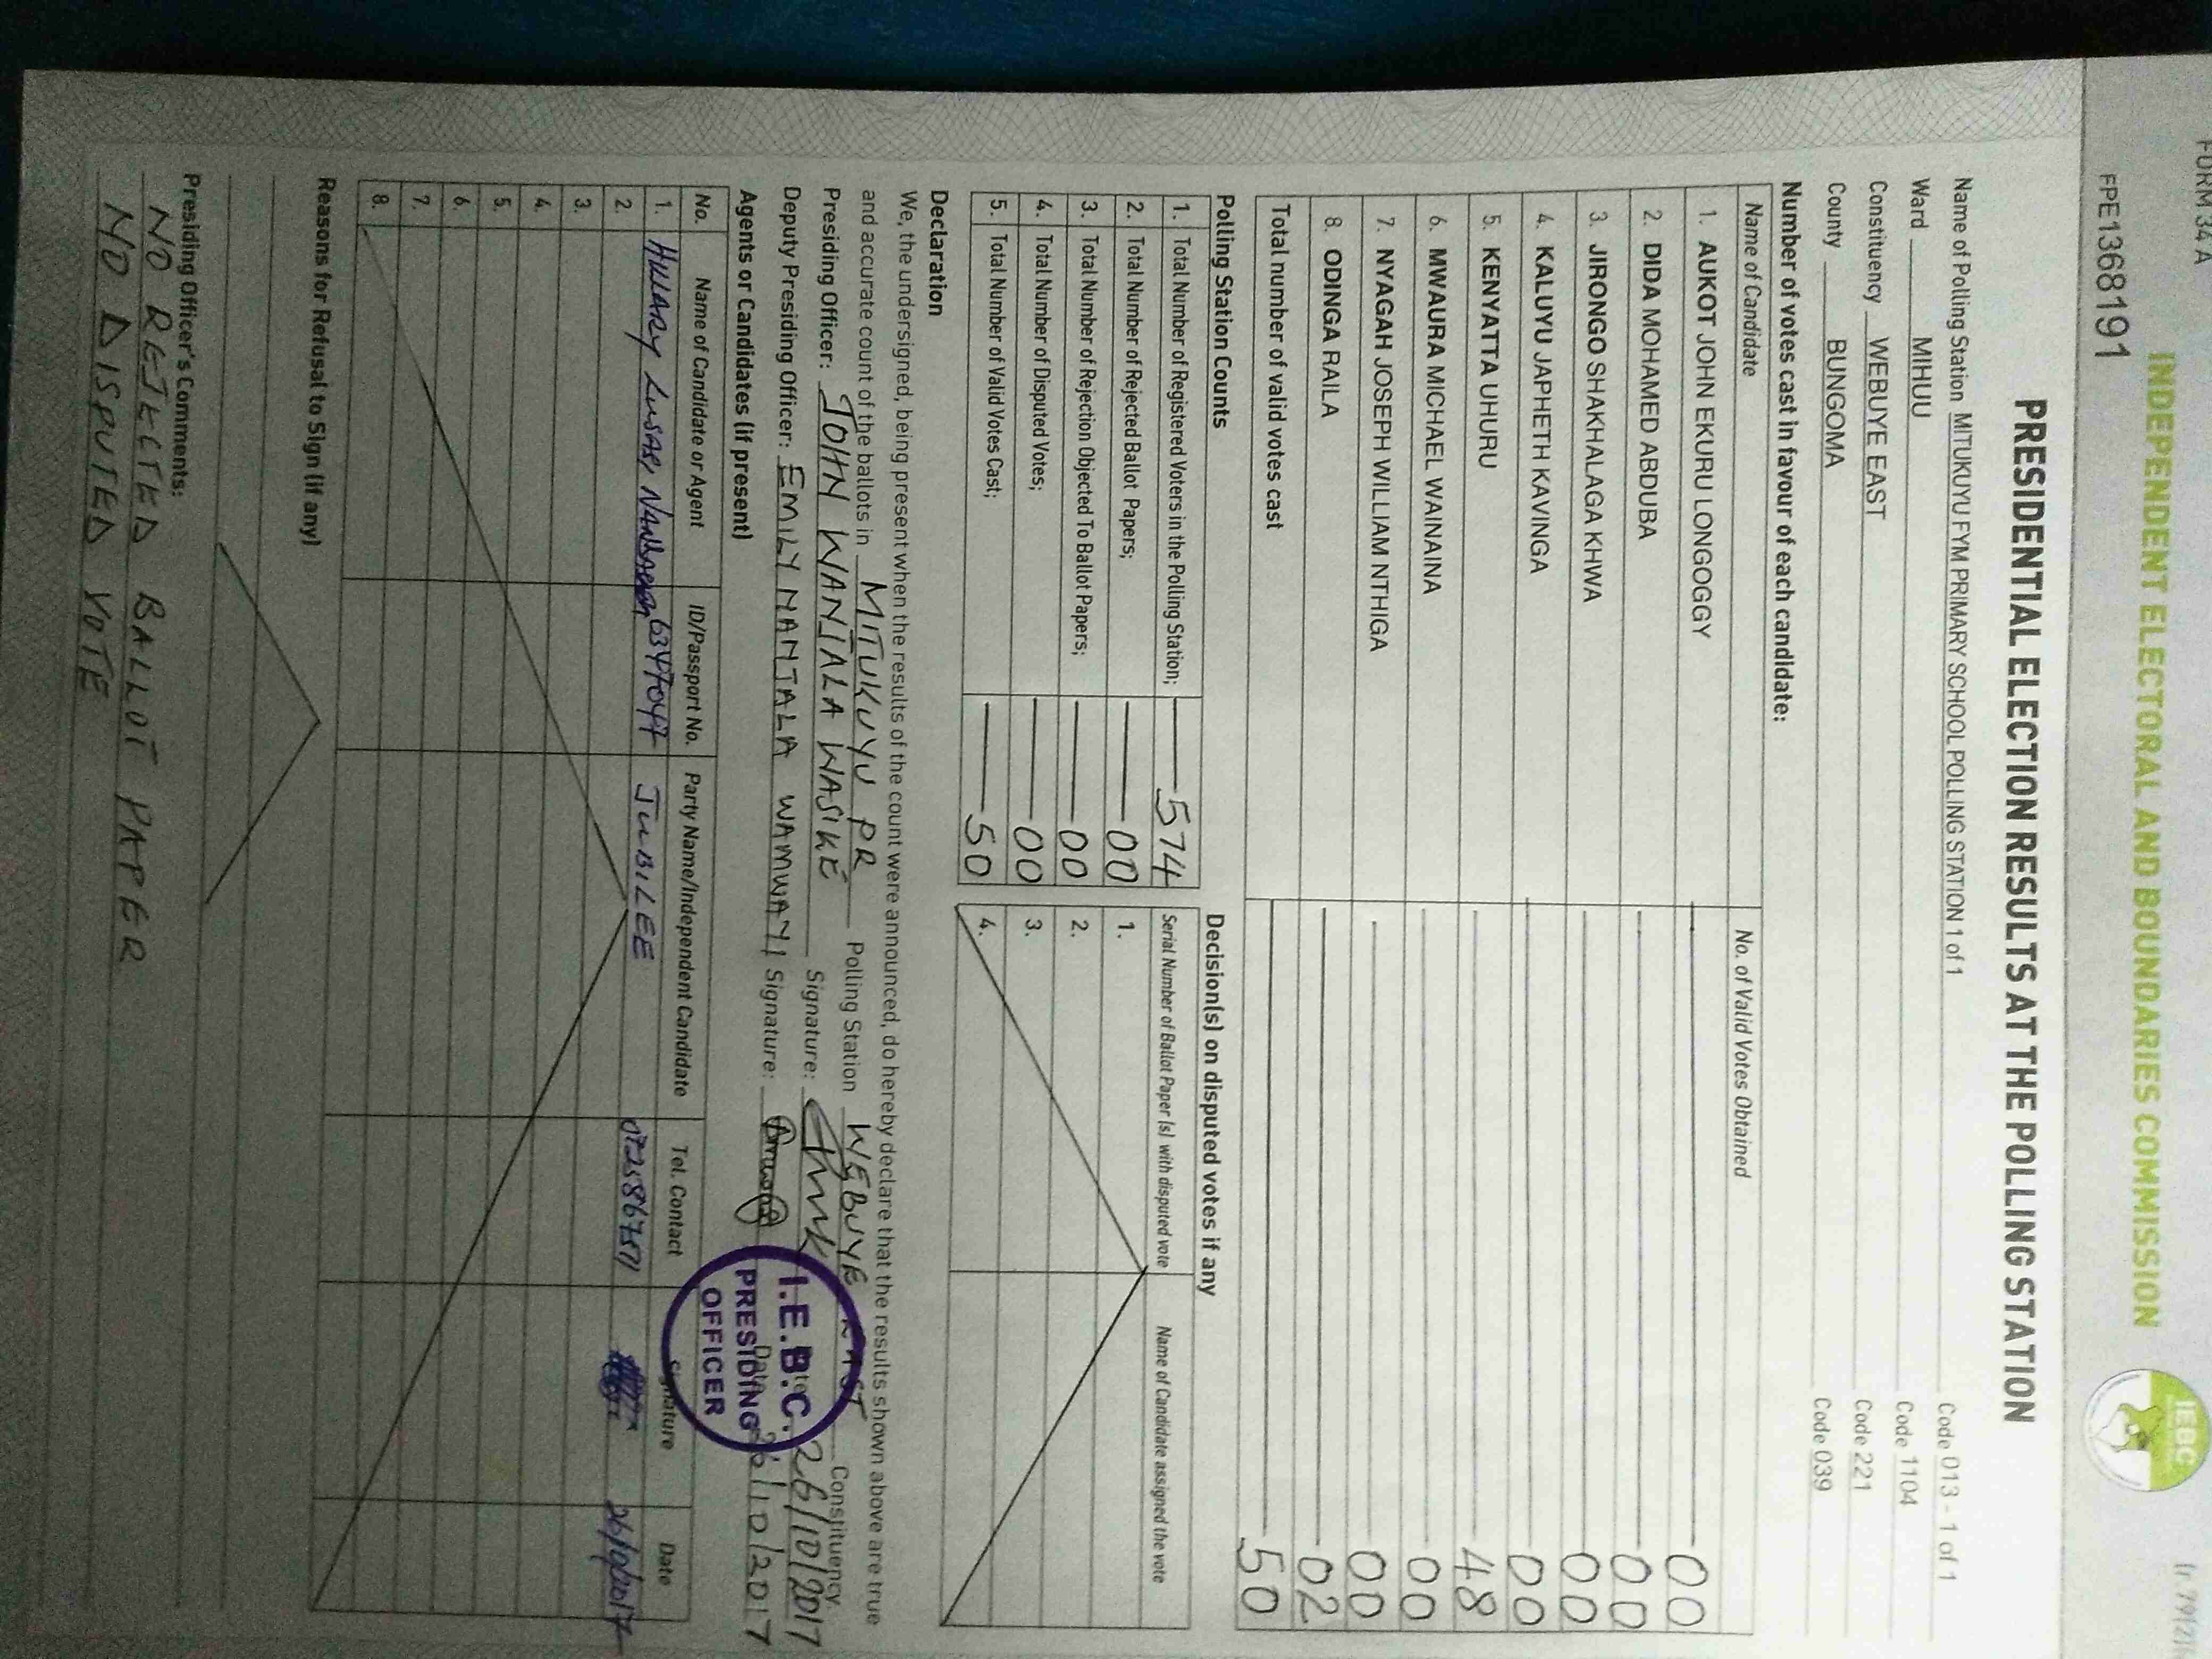 FORM 34 A
INDEPENDENT ELECTORAL AND BOUNDARIES COMMISSION
IEBC
FPE1368191
PRESIDENTIAL ELECTION RESULTS AT THE POLLING STATION
Name of Polling Station MITUKUYU FYM PRIMARY SCHOOL POLLING STATION 1 of 1 Code 013 - 1 of 1
Ward MIHUU Code 1104
Constituency WEBUYE EAST Code 221
County BUNGOMA Code 039
Number of votes cast in favour of each candidate:
Name of Candidate No. of Valid Votes Obtained
1. AUKOT JOHN EKURU LONGOGGY 00
2. DIDA MOHAMED ABDUBA 00
3. JIRONGO SHAKHALAGA KHWA 00
4. KALUYU JAPHETH KAVINGA 00
5. KENYATTA UHURU 48
6. MWAURA MICHAEL WAINAINA 00
7. NYAGAH JOSEPH WILLIAM NTHIGA 00
8. ODINGA RAILA 02
Total number of valid votes cast 50
Polling Station Counts
1. Total Number of Registered Voters in the Polling Station; 574
2. Total Number of Rejected Ballot Papers; 00
3. Total Number of Rejection Objected To Ballot Papers; 00
4. Total Number of Disputed Votes; 00
5. Total Number of Valid Votes Cast; 50
Decision(s) on disputed votes if any
Serial Number of Ballot Paper (s) with disputed vote Name of Candidate assigned the vote
1.
2.
3.
4.
Declaration
We, the undersigned, being present when the results of the count were announced, do hereby declare that the results shown above are true
and accurate count of the ballots in MITUKUYU PR Polling Station WEBUYE EAST Constituency.
Presiding Officer: JOHN WANJALA WASIKE Signature: Date 26/10/2017
Deputy Presiding Officer: EMILY NANJALA WAMWAYI Signature: Date 26/10/2017
I.E.B.C.
PRESIDING
OFFICER
Agents or Candidates (if present)
No. Name of Candidate or Agent ID/Passport No. Party Name/Independent Candidate Tel. Contact Signature Date
1. JUBILEE 26/10/2017
2.
3.
4.
5.
6.
7.
8.
Reasons for Refusal to Sign (if any)
Presiding Officer's Comments:
NO REJECTED BALLOT PAPER
NO DISPUTED VOTE